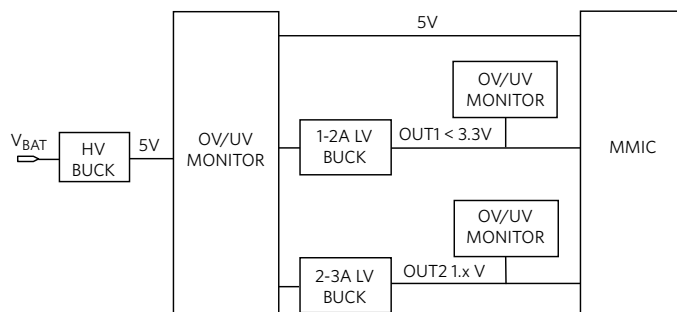 5V
OV/UV
MONITOR
V_BAT
HV
BUCK
5V
OV/UV
MONITOR
1-2A LV
BUCK
OUT1 < 3.3V
MMIC
OV/UV
MONITOR
2-3A LV
BUCK
OUT2 1.x V